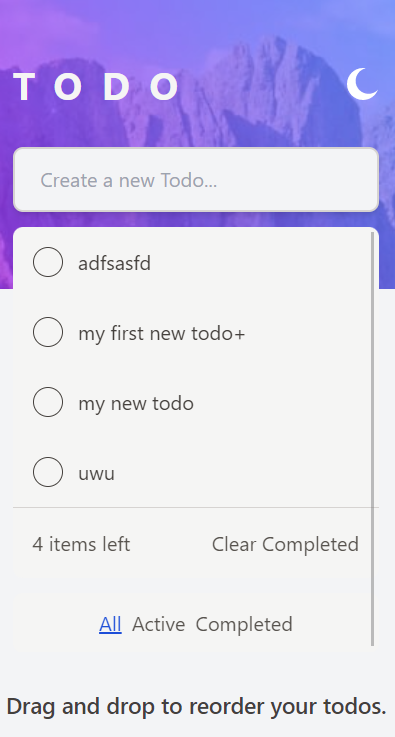 TODO
Create a new Todo...
adfsasfd
my first new todo+
my new todo
uwu
4 items left Clear Completed
All Active Completed
Drag and drop to reorder your todos.